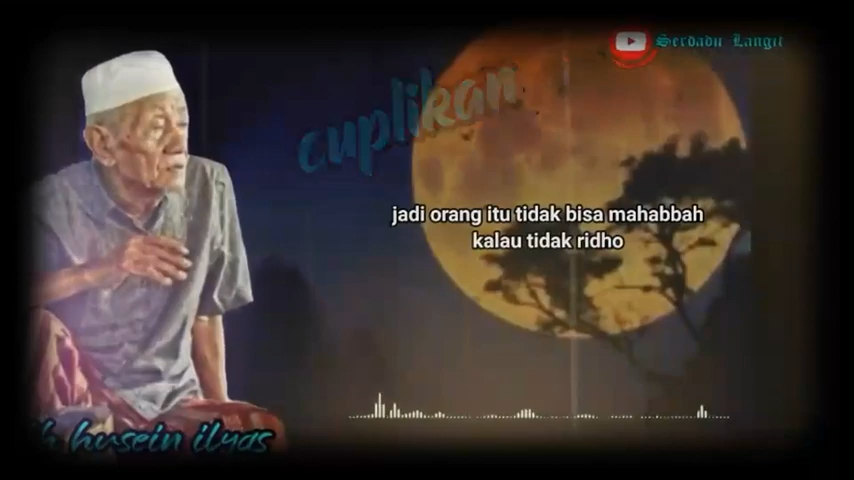 Serdadu Langit
cuplikan
jadi orang itu tidak bisa mahabbah
kalau tidak ridho
h husein ilyas